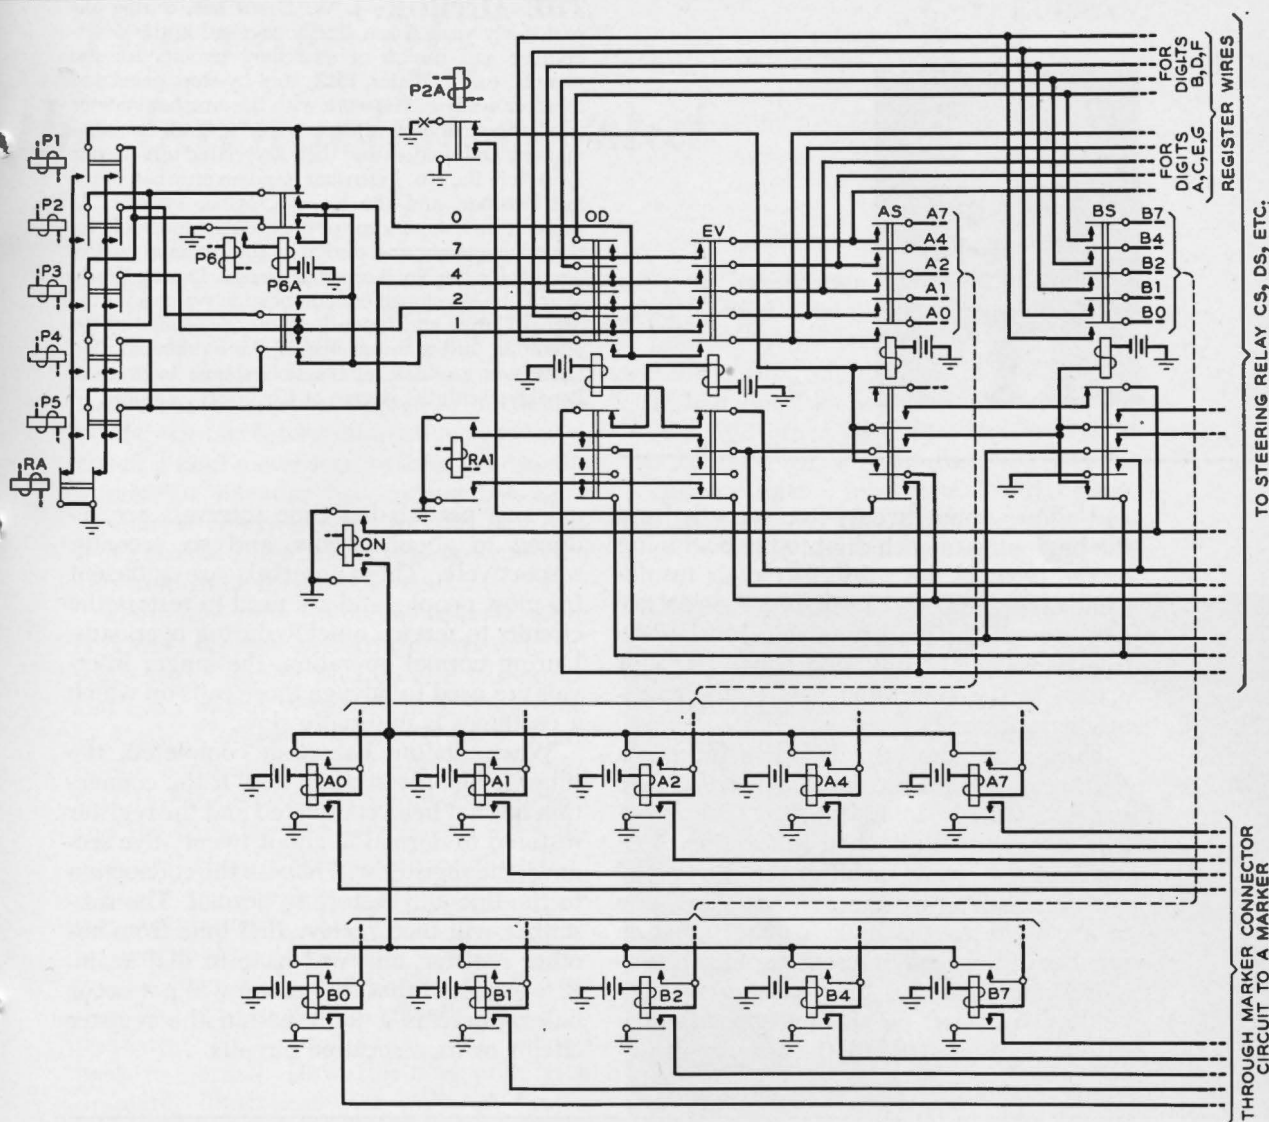 P2A
FOR
DIGITS
B,D,F
FOR
DIGITS
A,C,E,G
REGISTER WIRES
TO STEERING RELAY CS, DS, ETC.
P1
P2
P3
P4
P5
RA
P6
P6A
0
7
4
2
1
OD
EV
AS
A7
A4
A2
A1
A0
BS
B7
B4
B2
B1
B0
RA1
ON
A0
A1
A2
A4
A7
B0
B1
B2
B4
B7
THROUGH MARKER CONNECTOR
CIRCUIT TO A MARKER